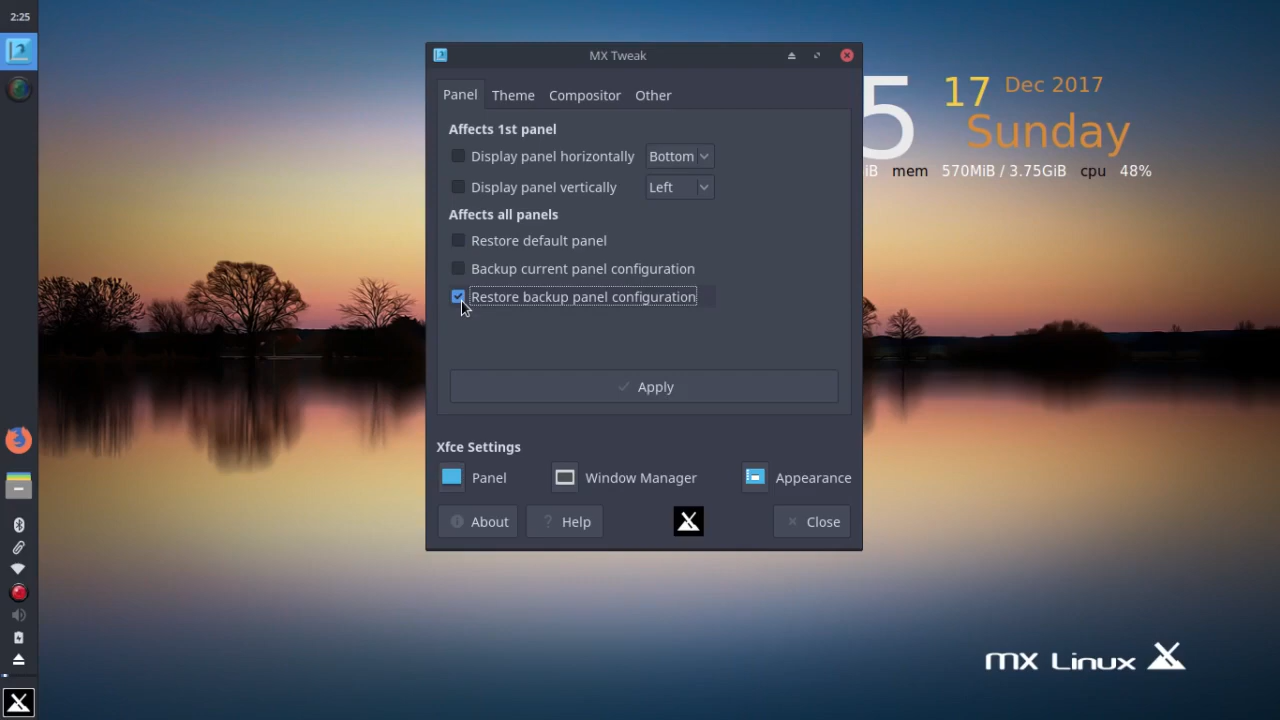 2:25
MX Tweak
Panel Theme Compositor Other
Affects 1st panel
Display panel horizontally Bottom
Display panel vertically Left
Affects all panels
Restore default panel
Backup current panel configuration
Restore backup panel configuration
Apply
Xfce Settings
Panel Window Manager Appearance
About Help Close
5 17 Dec 2017
Sunday
iB mem 570MiB / 3.75GiB cpu 48%
MX Linux